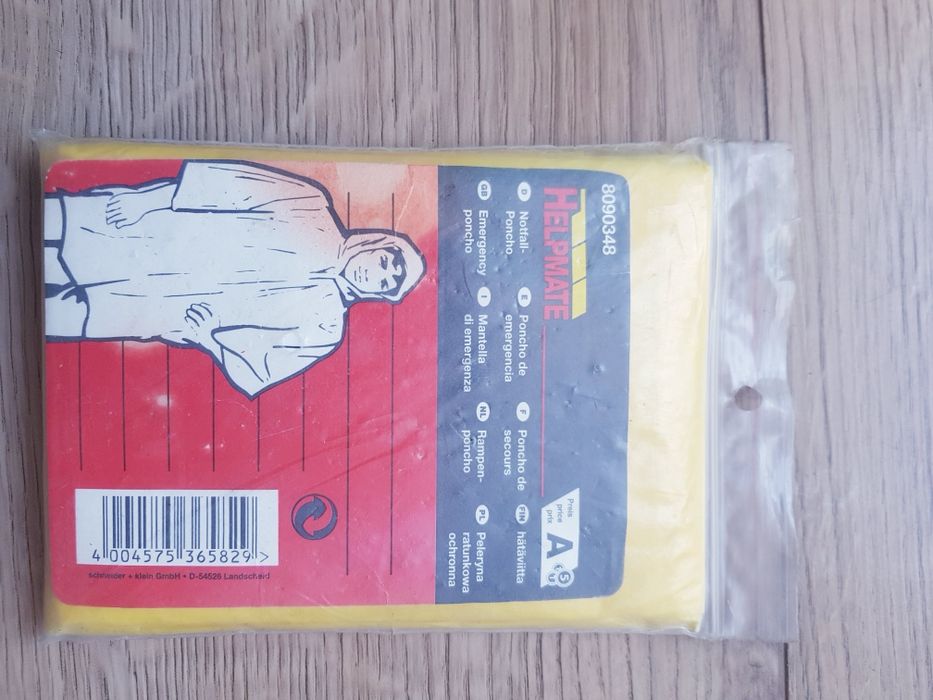 8090348
HELPMATE
D Notfall-
Poncho
E Poncho de
emergencia
F Poncho de
secours
FIN hätäviitta
GB Emergency
poncho
I Mantella
di emergenza
NL Rampen-
poncho
PL Peleryna
ratunkowa
ochronna
Preis
price
prix
A
5
4 004575 365829 >
schneider + klein GmbH • D-54526 Landscheid